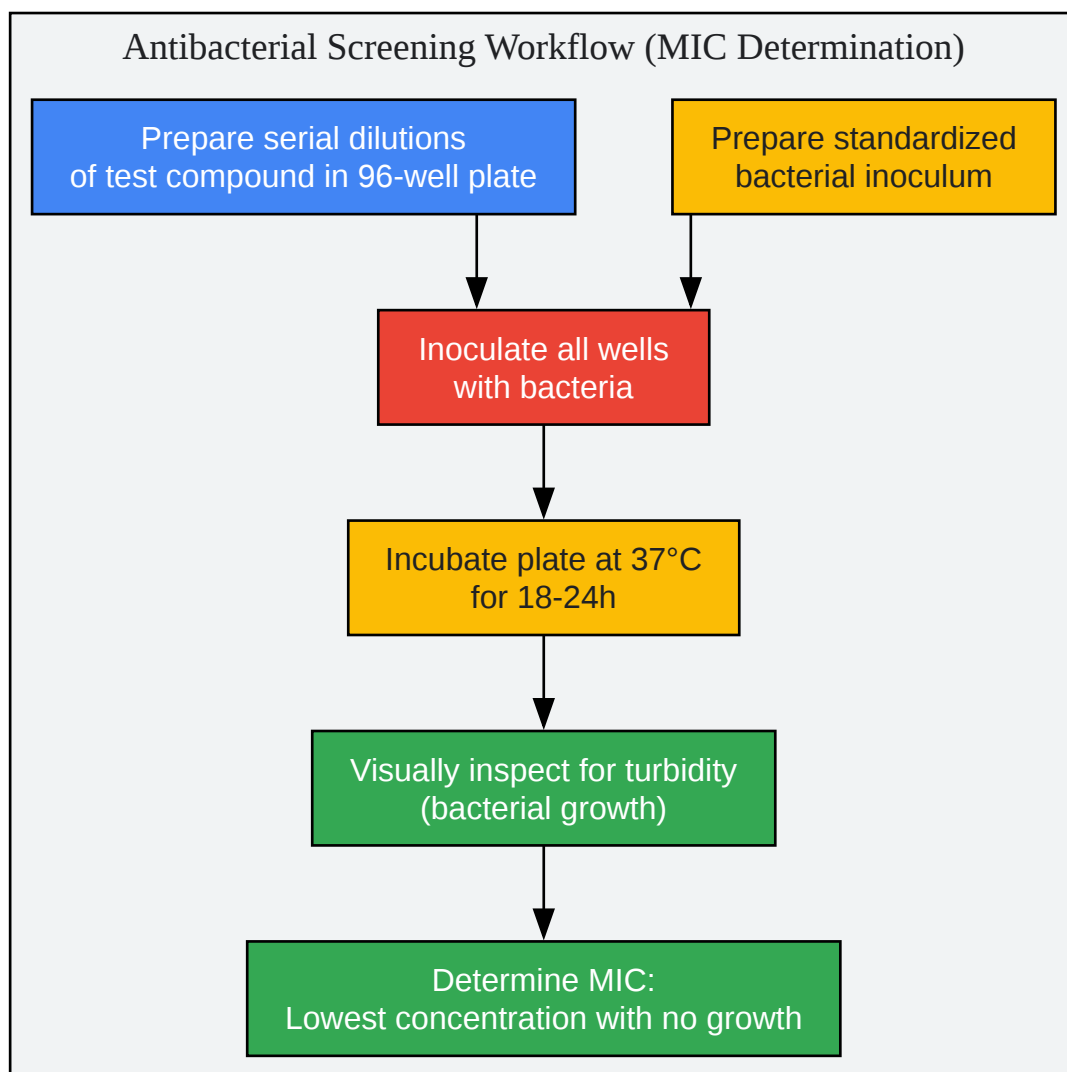 Antibacterial Screening Workflow (MIC Determination)
Prepare serial dilutions
of test compound in 96-well plate
Prepare standardized
bacterial inoculum
Inoculate all wells
with bacteria
Incubate plate at 37°C
for 18-24h
Visually inspect for turbidity
(bacterial growth)
Determine MIC:
Lowest concentration with no growth